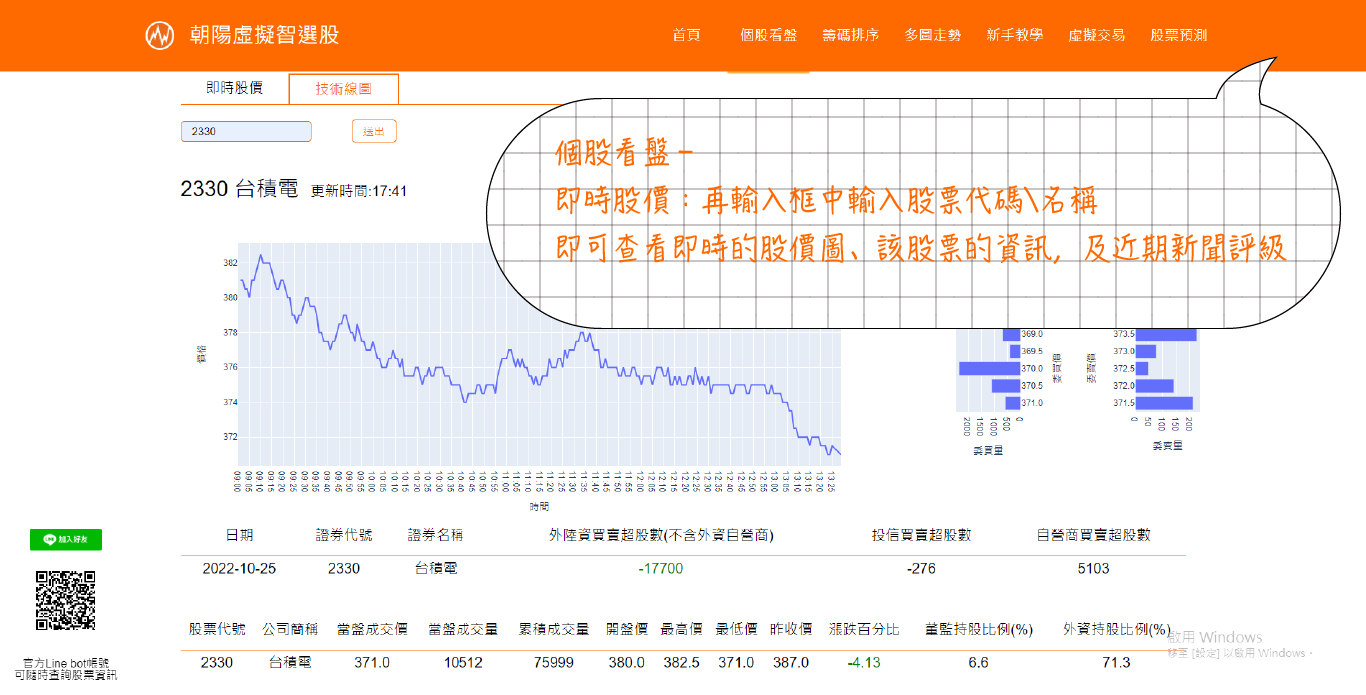 朝陽虛擬智選股
首頁 個股看盤 籌碼排序 多圖走勢 新手教學 虛擬交易 股票預測
即時股價 技術線圖
2330 送出
個股看盤 –
即時股價：再輸入框中輸入股票代碼\名稱
即可查看即時的股價圖、該股票的資訊, 及近期新聞評級
2330 台積電 更新時間:17:41
382
380
378
376
374
372
價格
09:00 09:05 09:10 09:15 09:20 09:25 09:30 09:35 09:40 09:45 09:50 09:55 10:00 10:05 10:10 10:15 10:20 10:25 10:30 10:35 10:40 10:45 10:50 10:55 11:00 11:05 11:10 11:15 11:20 11:25 11:30 11:35 11:40 11:45 11:50 11:55 12:00 12:05 12:10 12:15 12:20 12:25 12:30 12:35 12:40 12:45 12:50 12:55 13:00 13:05 13:10 13:15 13:20 13:25
時間
369.0
369.5
370.0
370.5
371.0
委買價
2000 1500 1000 500 0
委買量
373.5
373.0
372.5
372.0
371.5
委賣價
0 50 100 150 200
委賣量
日期 證券代號 證券名稱 外陸資買賣超股數(不含外資自營商) 投信買賣超股數 自營商買賣超股數
2022-10-25 2330 台積電 -17700 -276 5103
股票代號 公司簡稱 當盤成交價 當盤成交量 累積成交量 開盤價 最高價 最低價 昨收價 漲跌百分比 董監持股比例(%) 外資持股比例(%)
2330 台積電 371.0 10512 75999 380.0 382.5 371.0 387.0 -4.13 6.6 71.3
加入好友
官方Line bot帳號
可隨時查詢股票資訊
啟用 Windows
移至 [設定] 以啟用 Windows。